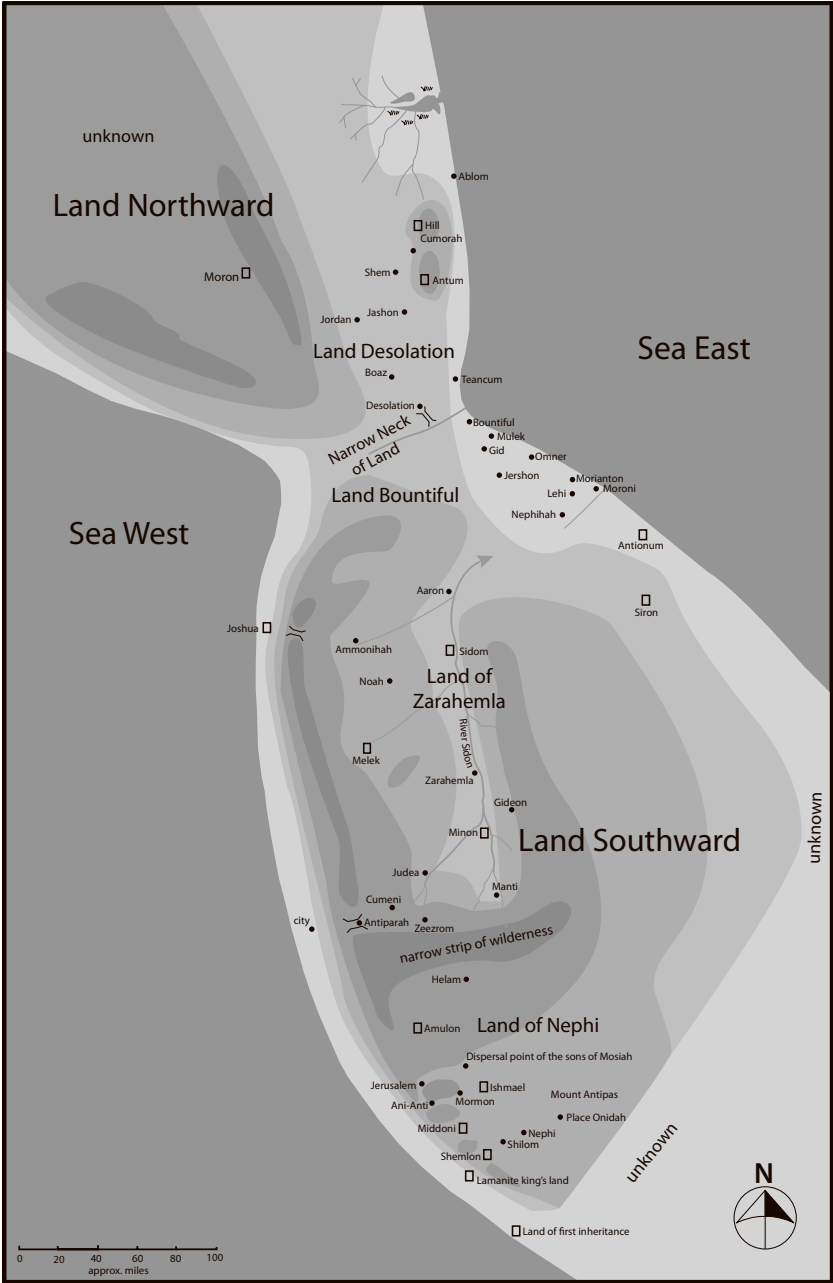 unknown
Land Northward
Ablom
Hill
Cumorah
Shem
Antum
Moron
Jashon
Jordan
Land Desolation
Sea East
Boaz
Teancum
Desolation
Narrow Neck
of Land
Bountiful
Mulek
Gid
Omner
Jershon
Morianton
Lehi
Moroni
Land Bountiful
Nephihah
Sea West
Antionum
Aaron
Siron
Joshua
Ammonihah
Sidom
Noah
Land of
Zarahemla
River Sidon
Melek
Zarahemla
Gideon
unknown
Minon
Land Southward
Judea
Manti
Cumeni
city
Antiparah
Zeezrom
narrow strip of wilderness
Helam
Amulon
Land of Nephi
Dispersal point of the sons of Mosiah
Jerusalem
Ishmael
Mormon
Mount Antipas
Ani-Anti
Place Onidah
Middoni
Nephi
Shilom
Shemlon
unknown
Lamanite king's land
N
Land of first inheritance
0 20 40 60 80 100
approx. miles